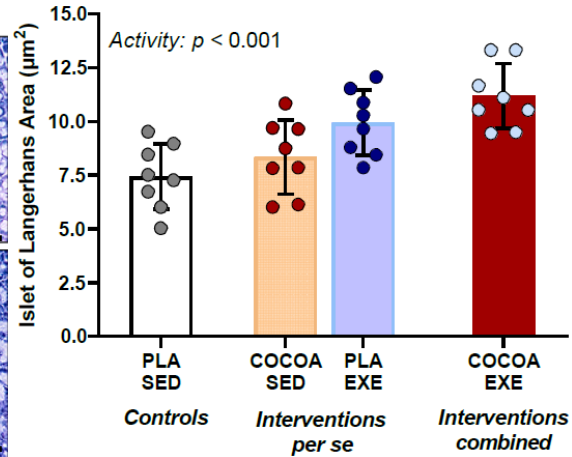 Islet of Langerhans Area (µm²)
15.0
12.5
10.0
7.5
5.0
2.5
0.0
Activity: p < 0.001
PLA
SED
COCOA
SED
PLA
EXE
COCOA
EXE
Controls
Interventions
per se
Interventions
combined